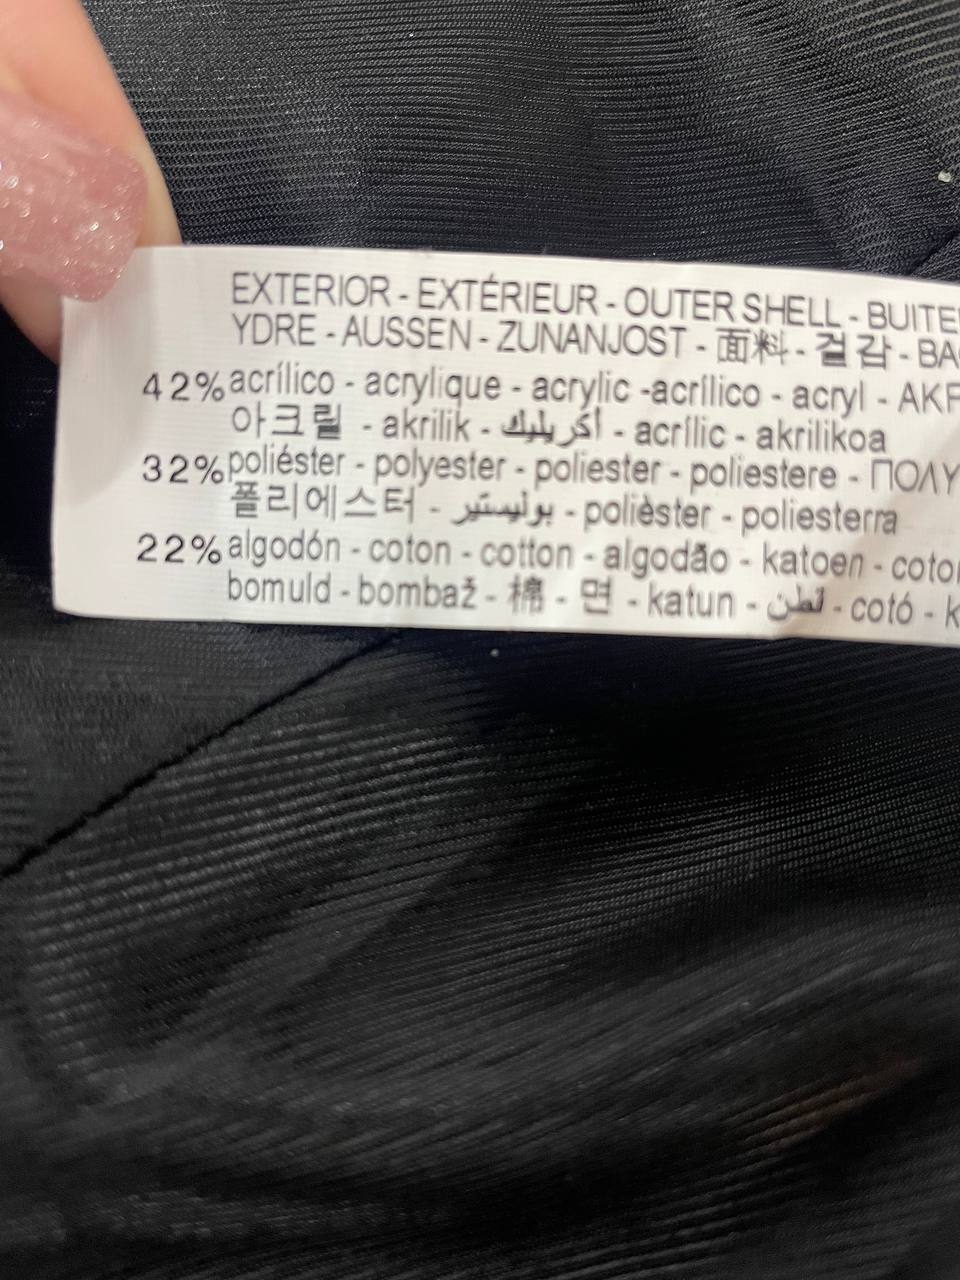 EXTERIOR - EXTÉRIEUR - OUTER SHELL - BUITE
YDRE - AUSSEN - ZUNANJOST - 面料 - 겉감 - BA
42% acrílico - acrylique - acrylic -acrílico - acryl - AKP
아크릴 - akrilik - أكريليك - acrílic - akrilikoa
32% poliéster - polyester - poliester - poliestere - ΠΟΛΥ
폴리에스터 - بوليستير - polièster - poliesterra
22% algodón - coton - cotton - algodão - katoen - coto
bomuld - bombaž - 棉 - 면 - katun - قطن - cotó - k